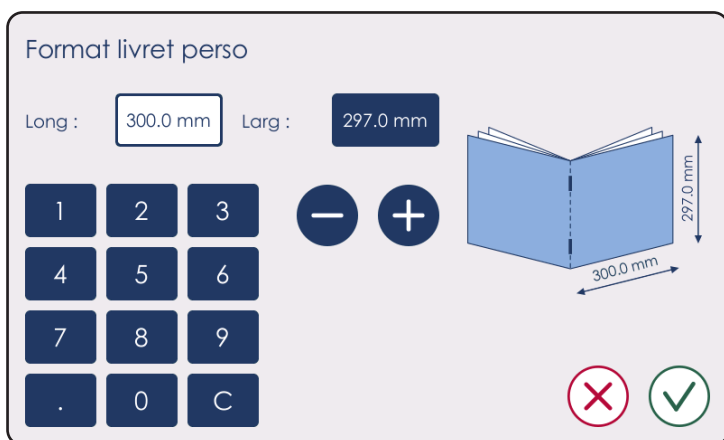 Format livret perso
Long : 300.0 mm Larg : 297.0 mm
1 2 3
4 5 6
7 8 9
. 0 C
297.0 mm
300.0 mm